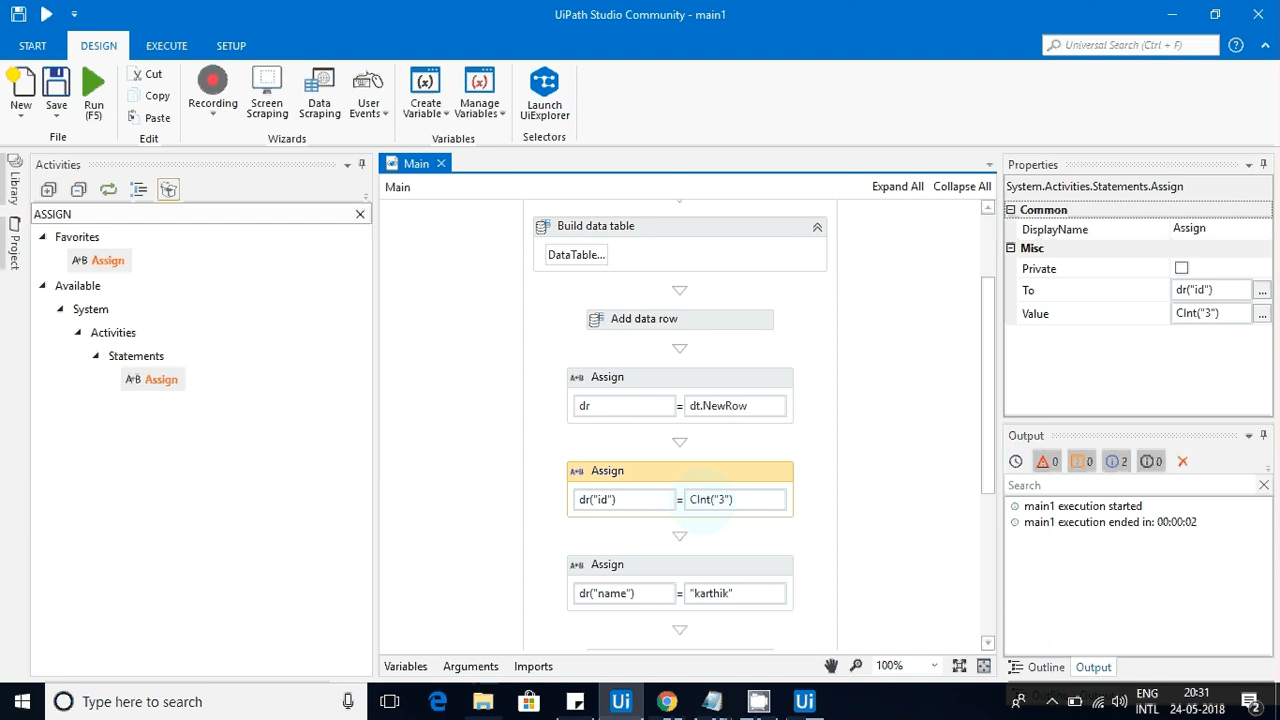 UiPath Studio Community - main1
START DESIGN EXECUTE SETUP
Universal Search (Ctrl + F)
New
Save
Run
(F5)
File
Cut
Copy
Paste
Edit
Recording
Screen
Scraping
Data
Scraping
User
Events
Wizards
Create
Variable
Manage
Variables
Variables
Launch
UiExplorer
Selectors
Library
Project
Activities
ASSIGN
Favorites
A+B Assign
Available
System
Activities
Statements
A+B Assign
Main
Main
Expand All Collapse All
Build data table
DataTable...
Add data row
A+B Assign
dr = dt.NewRow
A+B Assign
dr("id") = CInt("3")
A+B Assign
dr("name") = "karthik"
Variables Arguments Imports
100%
Properties
System.Activities.Statements.Assign
Common
DisplayName Assign
Misc
Private
To dr("id") ...
Value CInt("3") ...
Output
0 0 2 0
Search
main1 execution started
main1 execution ended in: 00:00:02
Outline Output
Type here to search
Ui
Ui
ENG
INTL
20:31
24-05-2018
2